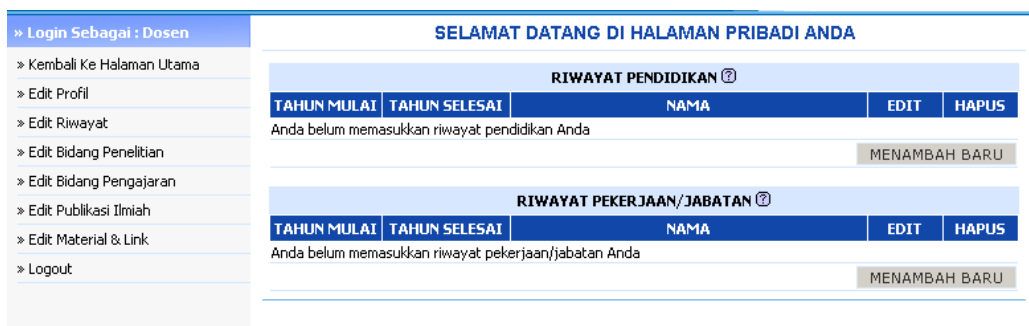 » Login Sebagai : Dosen
» Kembali Ke Halaman Utama
» Edit Profil
» Edit Riwayat
» Edit Bidang Penelitian
» Edit Bidang Pengajaran
» Edit Publikasi Ilmiah
» Edit Material & Link
» Logout
SELAMAT DATANG DI HALAMAN PRIBADI ANDA
RIWAYAT PENDIDIKAN ?
TAHUN MULAI TAHUN SELESAI NAMA EDIT HAPUS
Anda belum memasukkan riwayat pendidikan Anda
MENAMBAH BARU
RIWAYAT PEKERJAAN/JABATAN ?
TAHUN MULAI TAHUN SELESAI NAMA EDIT HAPUS
Anda belum memasukkan riwayat pekerjaan/jabatan Anda
MENAMBAH BARU